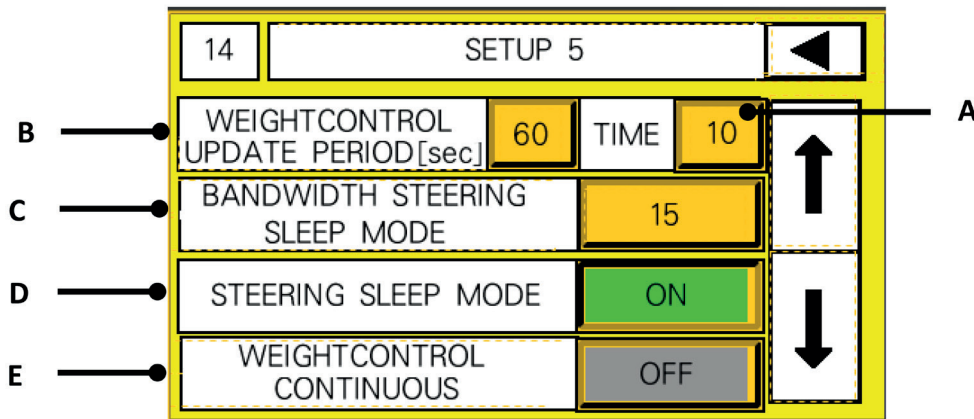 14
SETUP 5
A
B
WEIGHTCONTROL
UPDATE PERIOD[sec]
60
TIME
10
C
BANDWIDTH STEERING
SLEEP MODE
15
D
STEERING SLEEP MODE
ON
E
WEIGHTCONTROL
CONTINUOUS
OFF